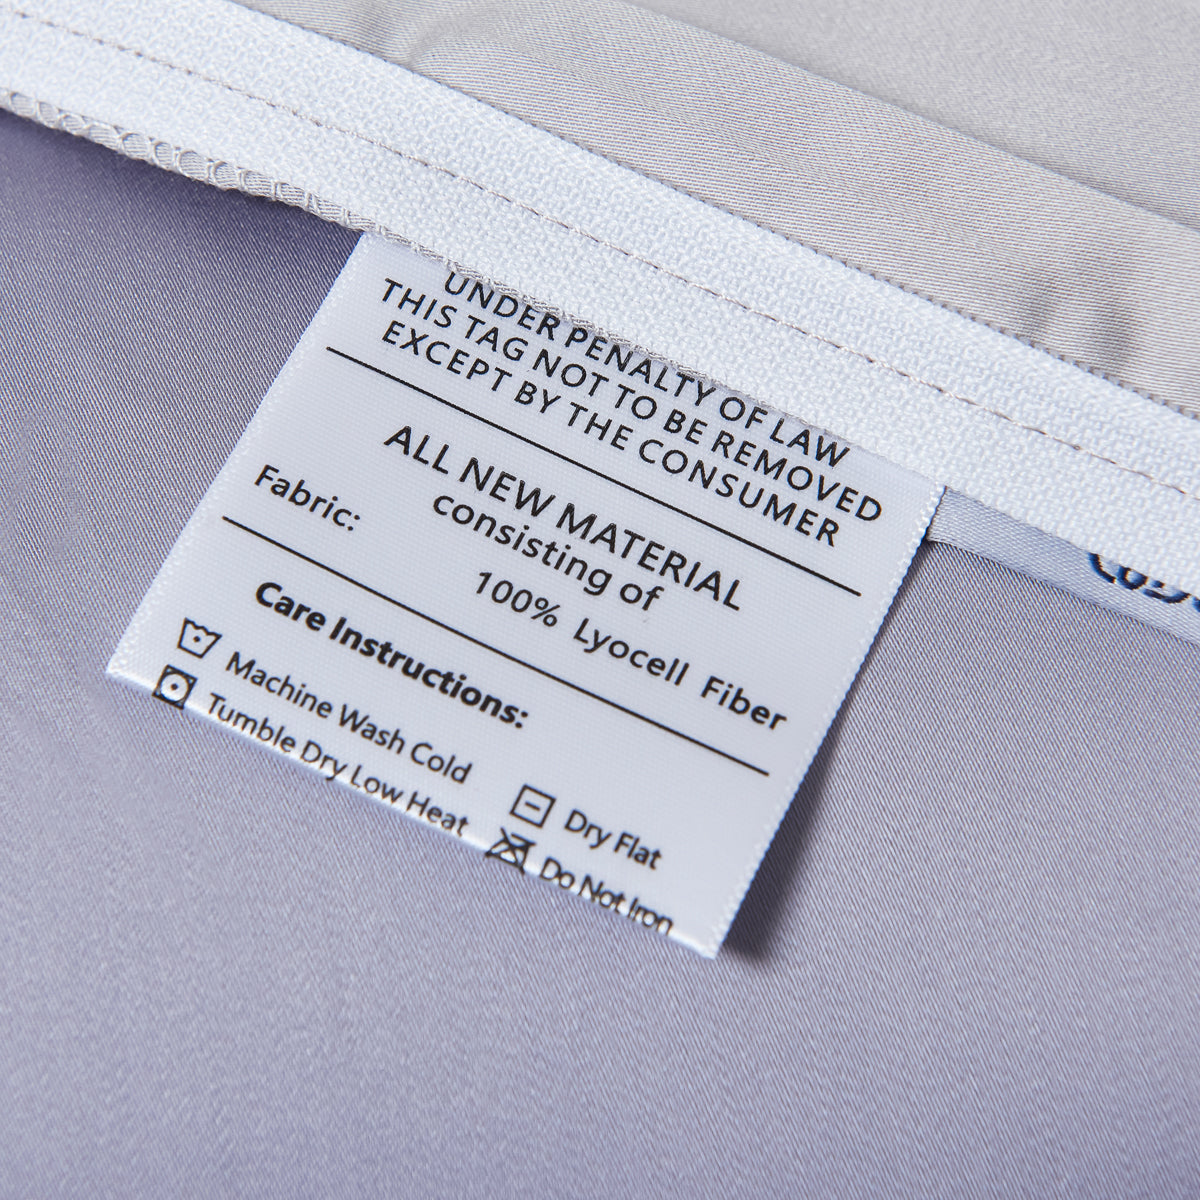 UNDER PENALTY OF LAW
THIS TAG NOT TO BE REMOVED
EXCEPT BY THE CONSUMER
ALL NEW MATERIAL
consisting of
Fabric: 100% Lyocell Fiber
Care Instructions:
Machine Wash Cold
Dry Flat
Tumble Dry Low Heat
Do Not Iron